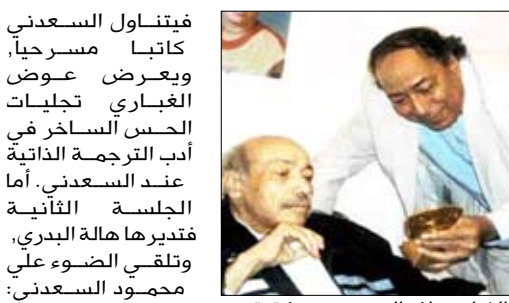 فيتناول السعدني
كاتبا مسرحيا,
ويعرض عوض
الغباري تجليات
الحس الساخر في
أدب الترجمة الذاتية
عند السعدني. أما
الجلسة الثانية
فتديرها هالة البدري,
وتلقي الضوء علي
محمود السعدني: